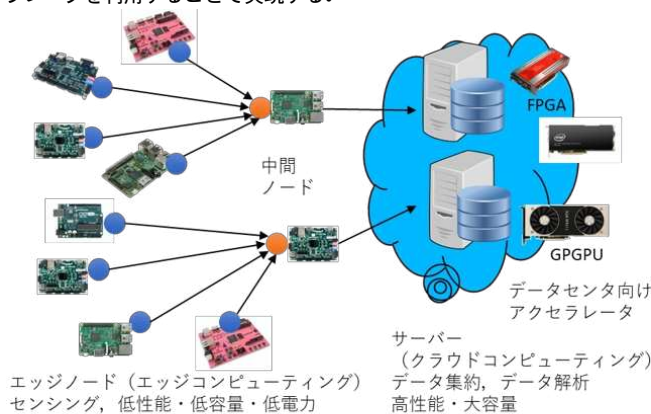 FPGA
中間
ノード
GPGPU
データセンタ向け
アクセラレータ
サーバー
（クラウドコンピューティング）
データ集約，データ解析
高性能・大容量
エッジノード（エッジコンピューティング）
センシング，低性能・低容量・低電力